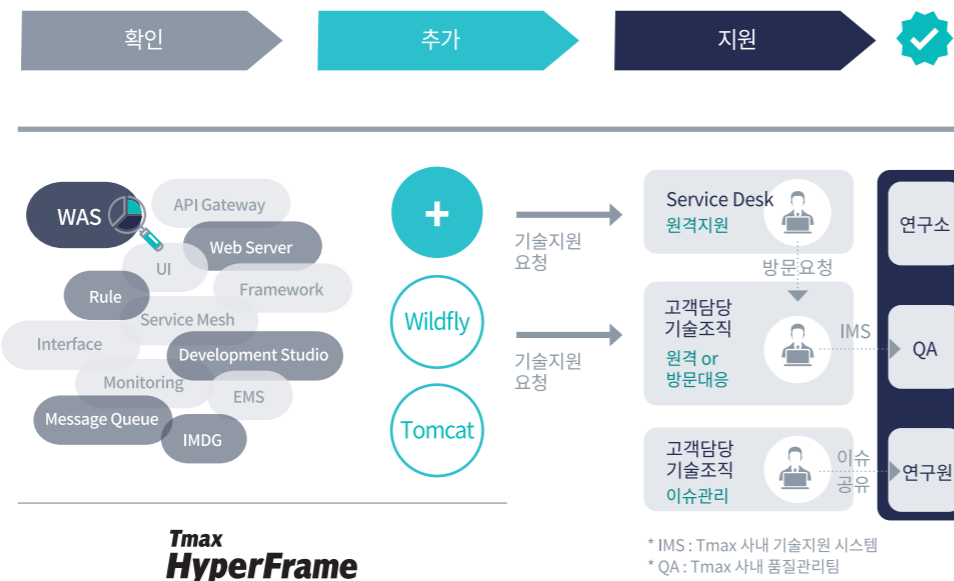 확인
추가
지원
WAS
API Gateway
Web Server
UI
Rule
Framework
Service Mesh
Interface
Development Studio
Monitoring
EMS
Message Queue
IMDG
+
Wildfly
Tomcat
기술지원
요청
기술지원
요청
Service Desk
원격지원
방문요청
고객담당
기술조직
원격 or
방문대응
IMS
고객담당
기술조직
이슈관리
이슈
공유
연구소
QA
연구원
Tmax
HyperFrame
* IMS : Tmax 사내 기술지원 시스템
* QA : Tmax 사내 품질관리팀